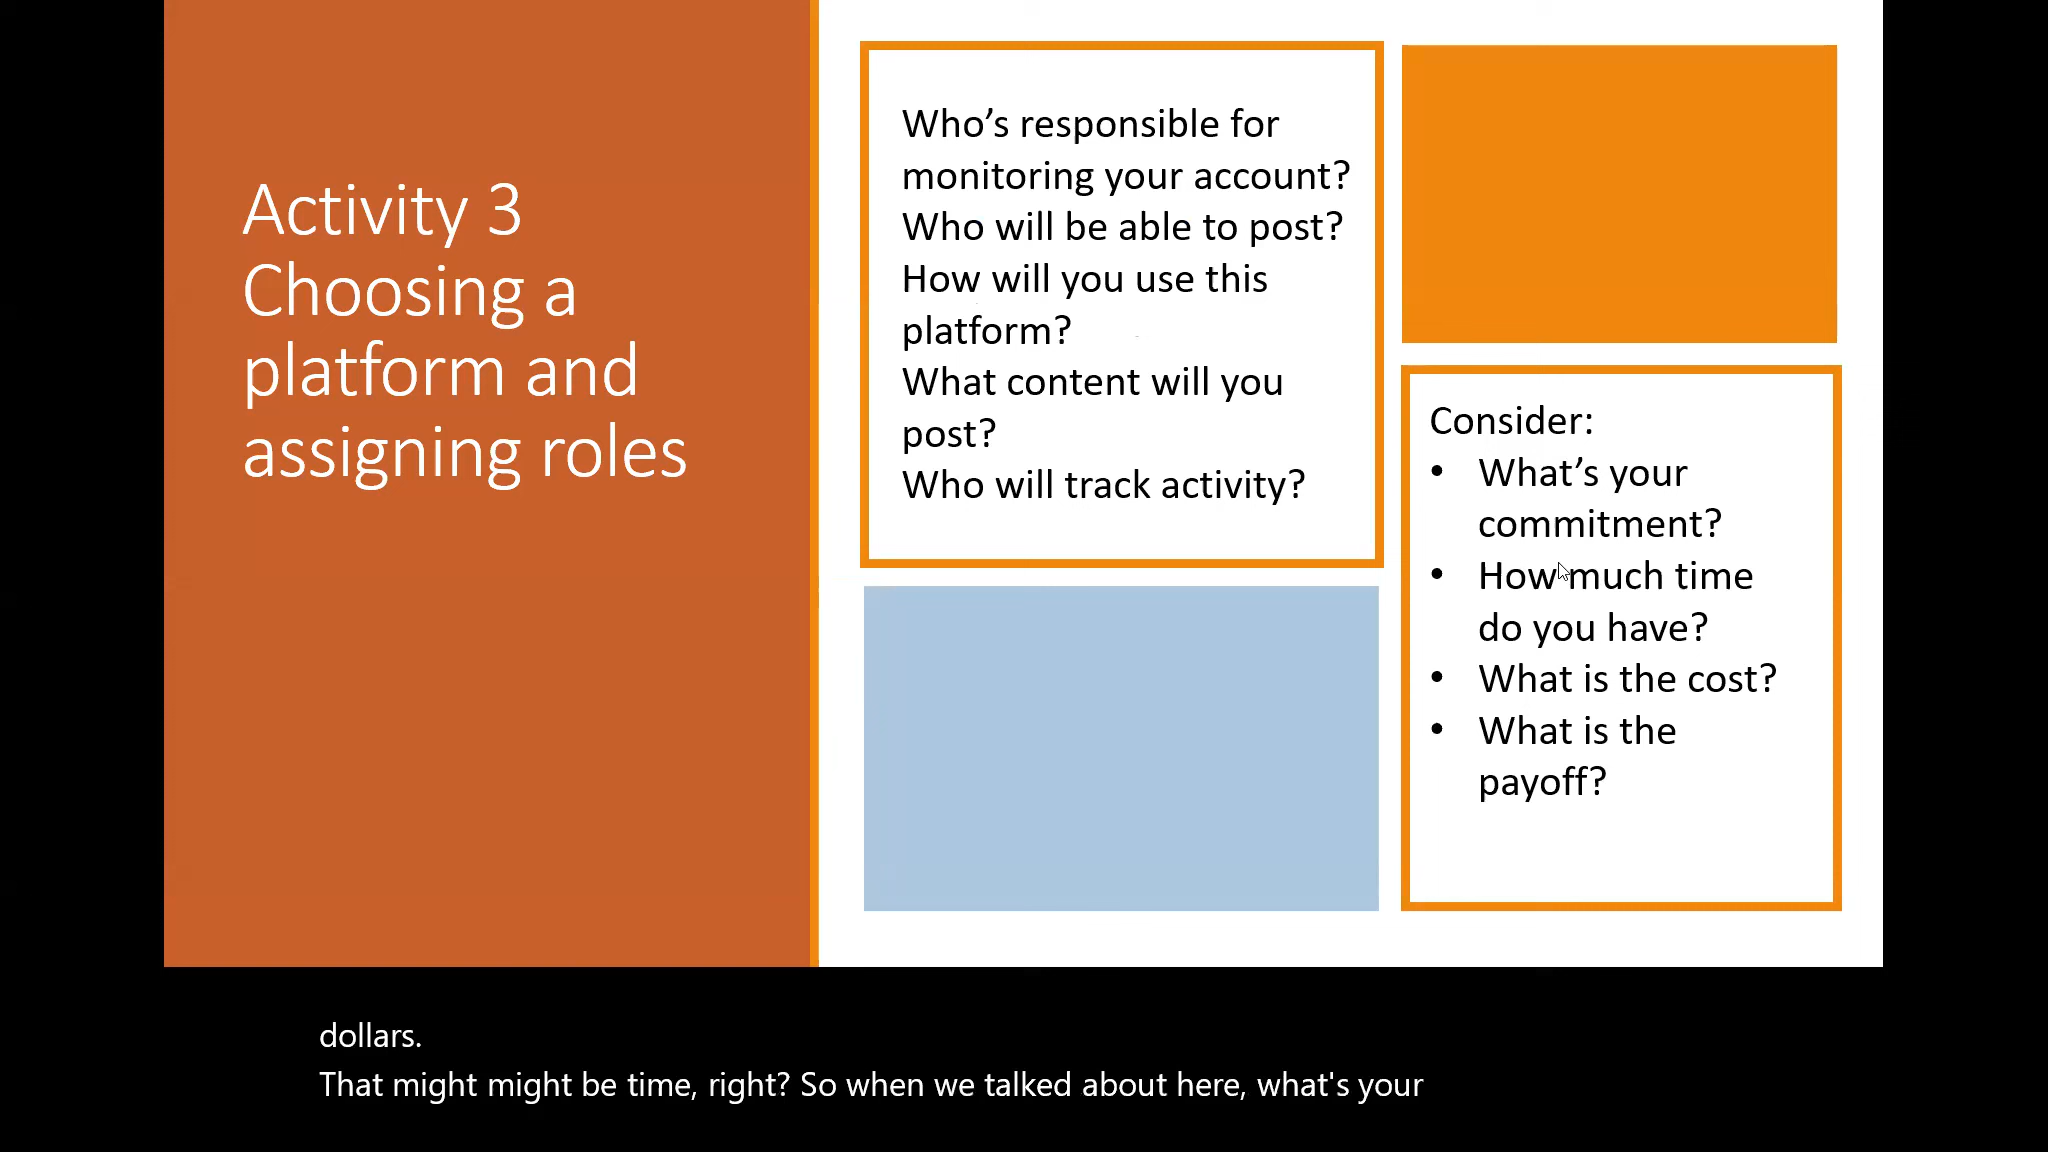 Activity 3
Choosing a
platform and
assigning roles
Who’s responsible for
monitoring your account?
Who will be able to post?
How will you use this
platform?
What content will you
post?
Who will track activity?
Consider:
• What’s your
commitment?
• How much time
do you have?
• What is the cost?
• What is the
payoff?
dollars.
That might might be time, right? So when we talked about here, what's your